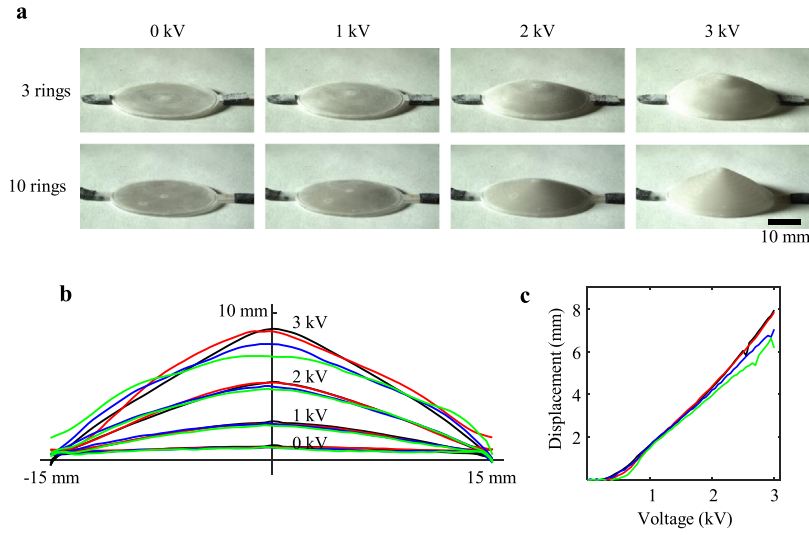 a
0 kV 1 kV 2 kV 3 kV
3 rings
10 rings
10 mm
b
10 mm
3 kV
2 kV
1 kV
0 kV
-15 mm 15 mm
c
8
6
4
2
Displacement (mm)
1 2 3
Voltage (kV)